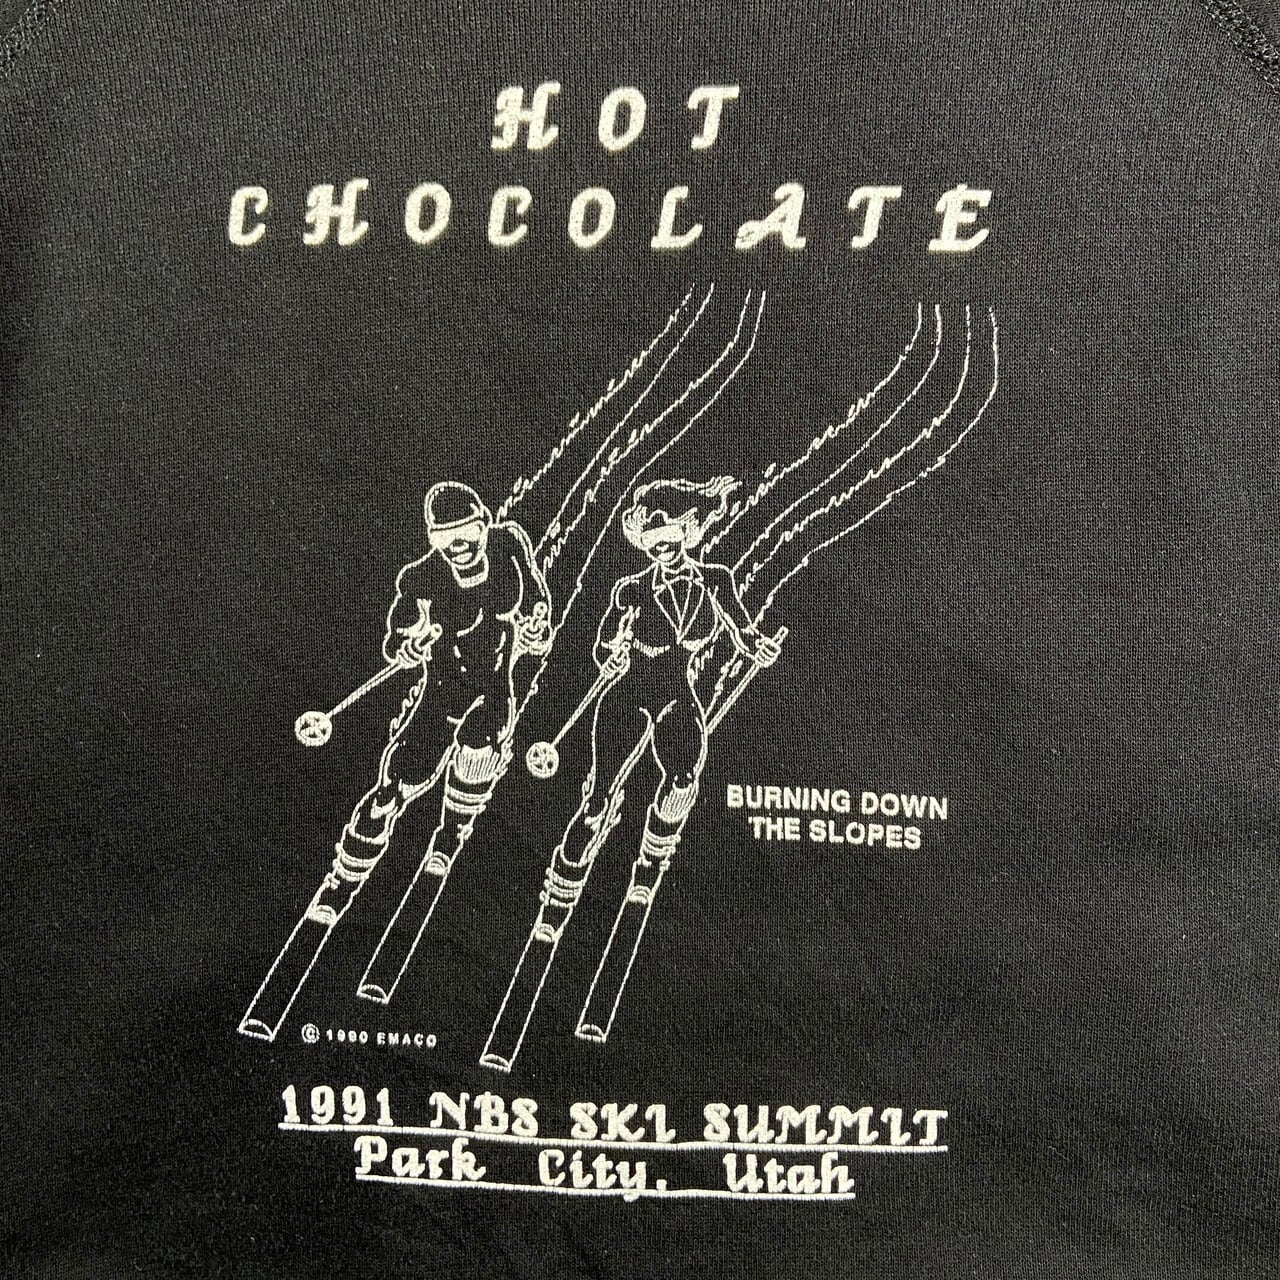 HOT
CHOCOLATE
BURNING DOWN
THE SLOPES
© 1990 EMACO
1991 NBS SKI SUMMIT
Park City, Utah